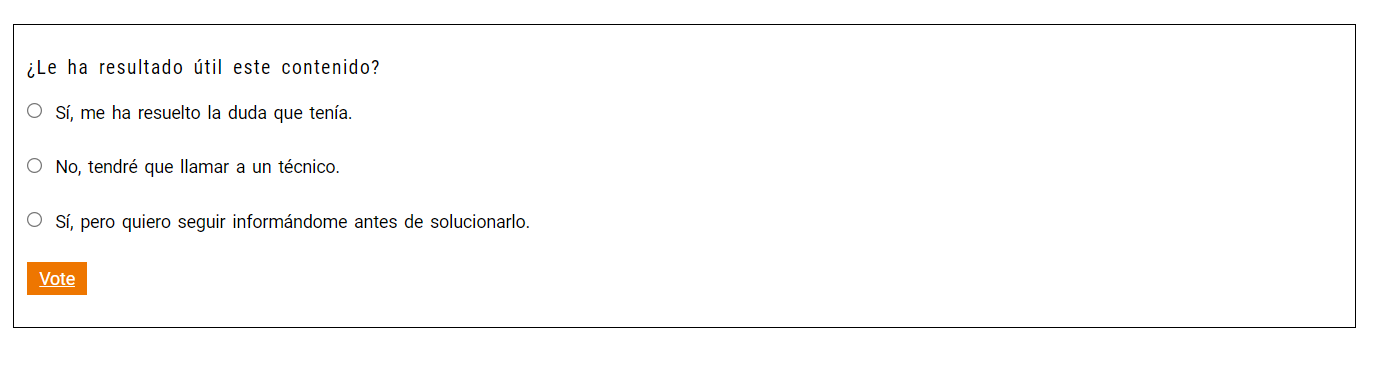 ¿Le ha resultado útil este contenido?
Sí, me ha resuelto la duda que tenía.
No, tendré que llamar a un técnico.
Sí, pero quiero seguir informándome antes de solucionarlo.
Vote